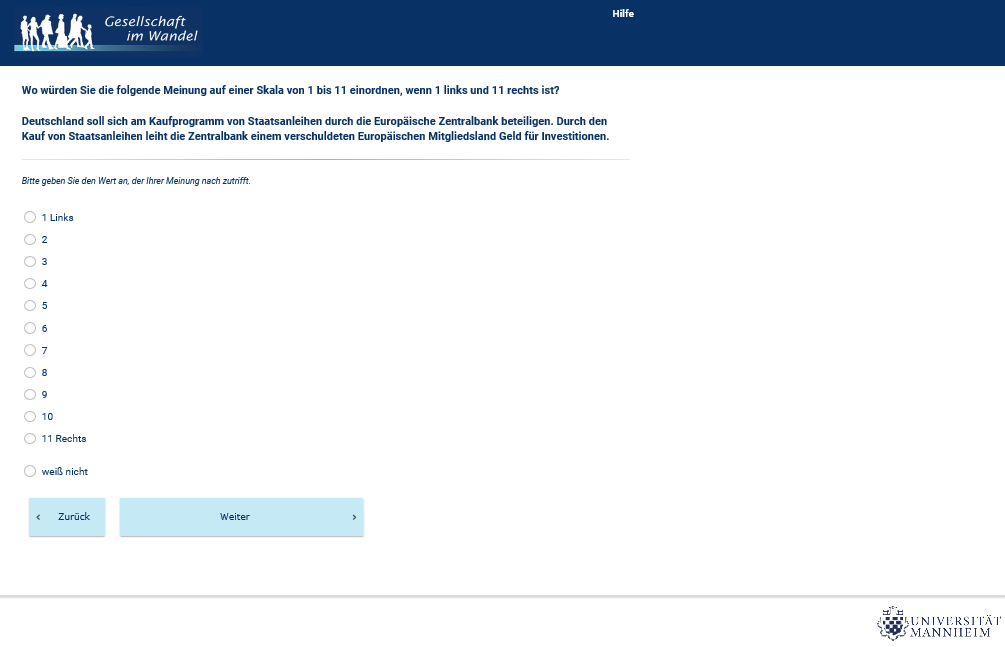 Gesellschaft
im Wandel
Hilfe
Wo würden Sie die folgende Meinung auf einer Skala von 1 bis 11 einordnen, wenn 1 links und 11 rechts ist?
Deutschland soll sich am Kaufprogramm von Staatsanleihen durch die Europäische Zentralbank beteiligen. Durch den
Kauf von Staatsanleihen leiht die Zentralbank einem verschuldeten Europäischen Mitgliedsland Geld für Investitionen.
Bitte geben Sie den Wert an, der Ihrer Meinung nach zutrifft.
1 Links
2
3
4
5
6
7
8
9
10
11 Rechts
weiß nicht
‹ Zurück
Weiter ›
UNIVERSITÄT
MANNHEIM